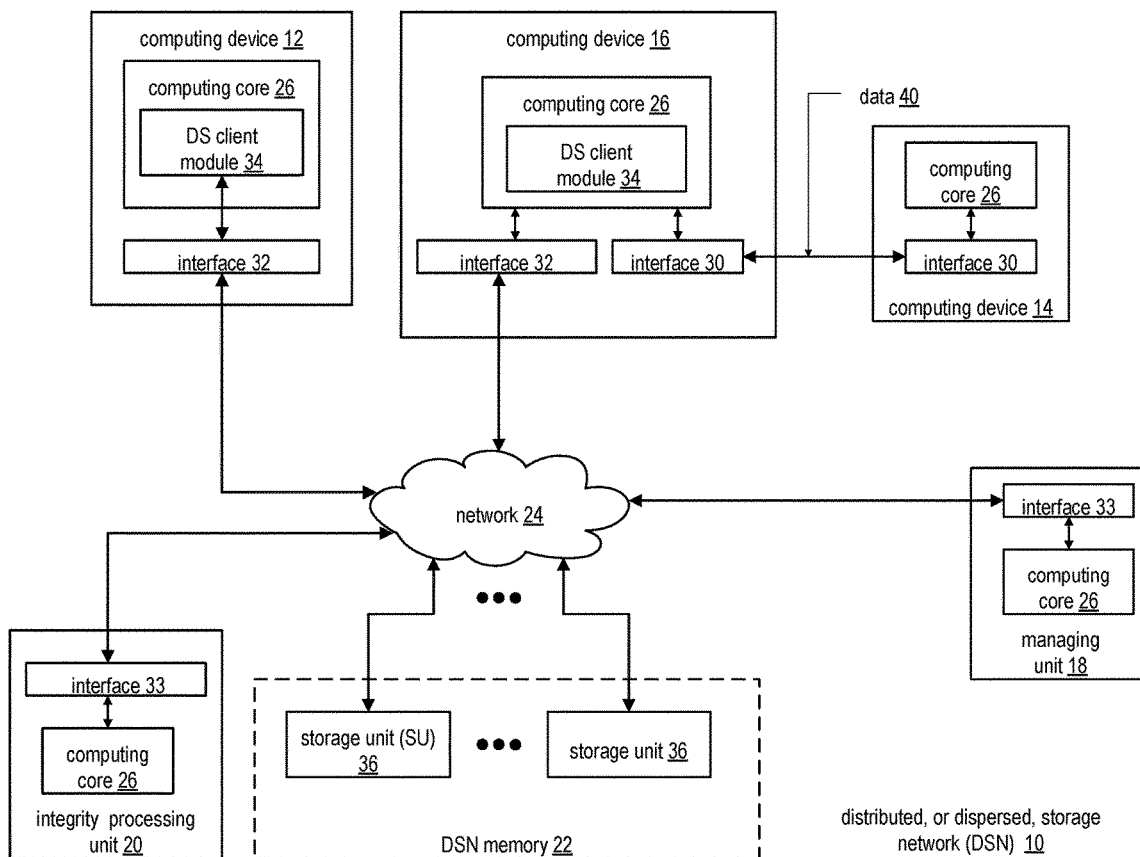 computing device 12
computing core 26
DS client
module 34
interface 32
computing device 16
computing core 26
DS client
module 34
interface 32
interface 30
data 40
computing
core 26
interface 30
computing device 14
network 24
interface 33
computing
core 26
managing
unit 18
interface 33
computing
core 26
integrity processing
unit 20
storage unit (SU)
36
storage unit 36
DSN memory 22
distributed, or dispersed, storage
network (DSN) 10